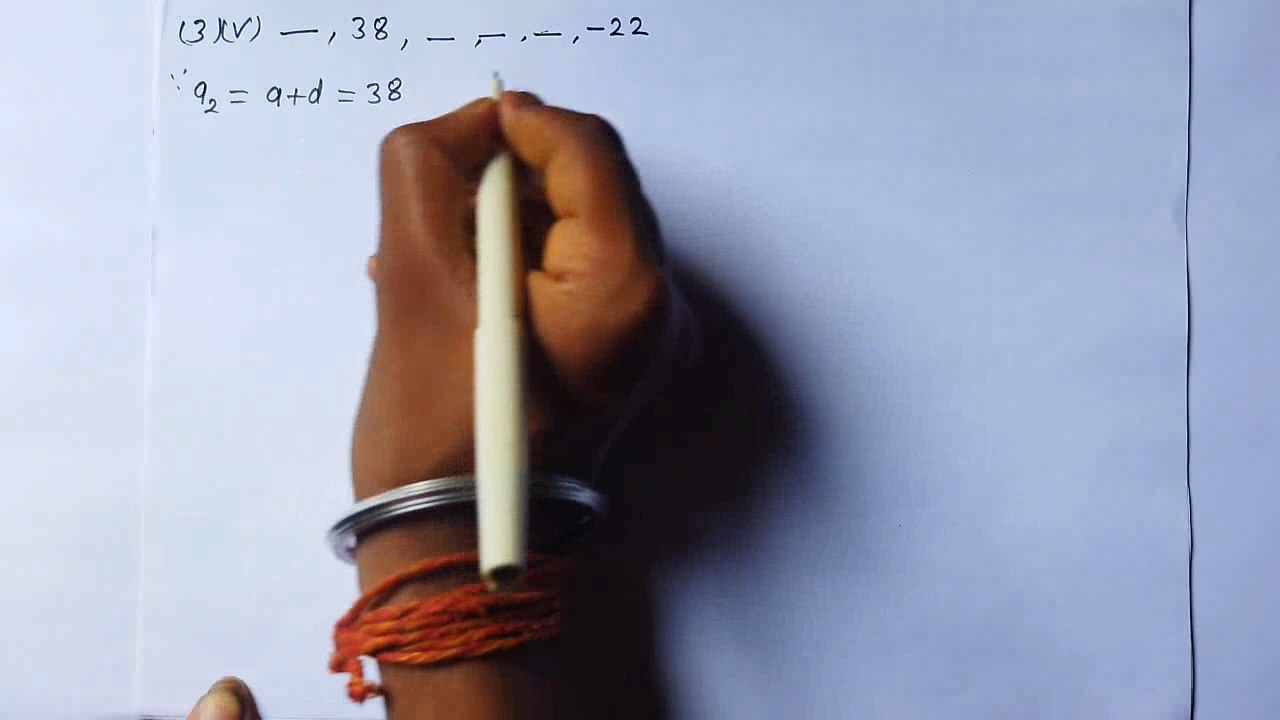 (3)(V) —, 38, —, —, —, -22
∵ a₂ = a+d = 38